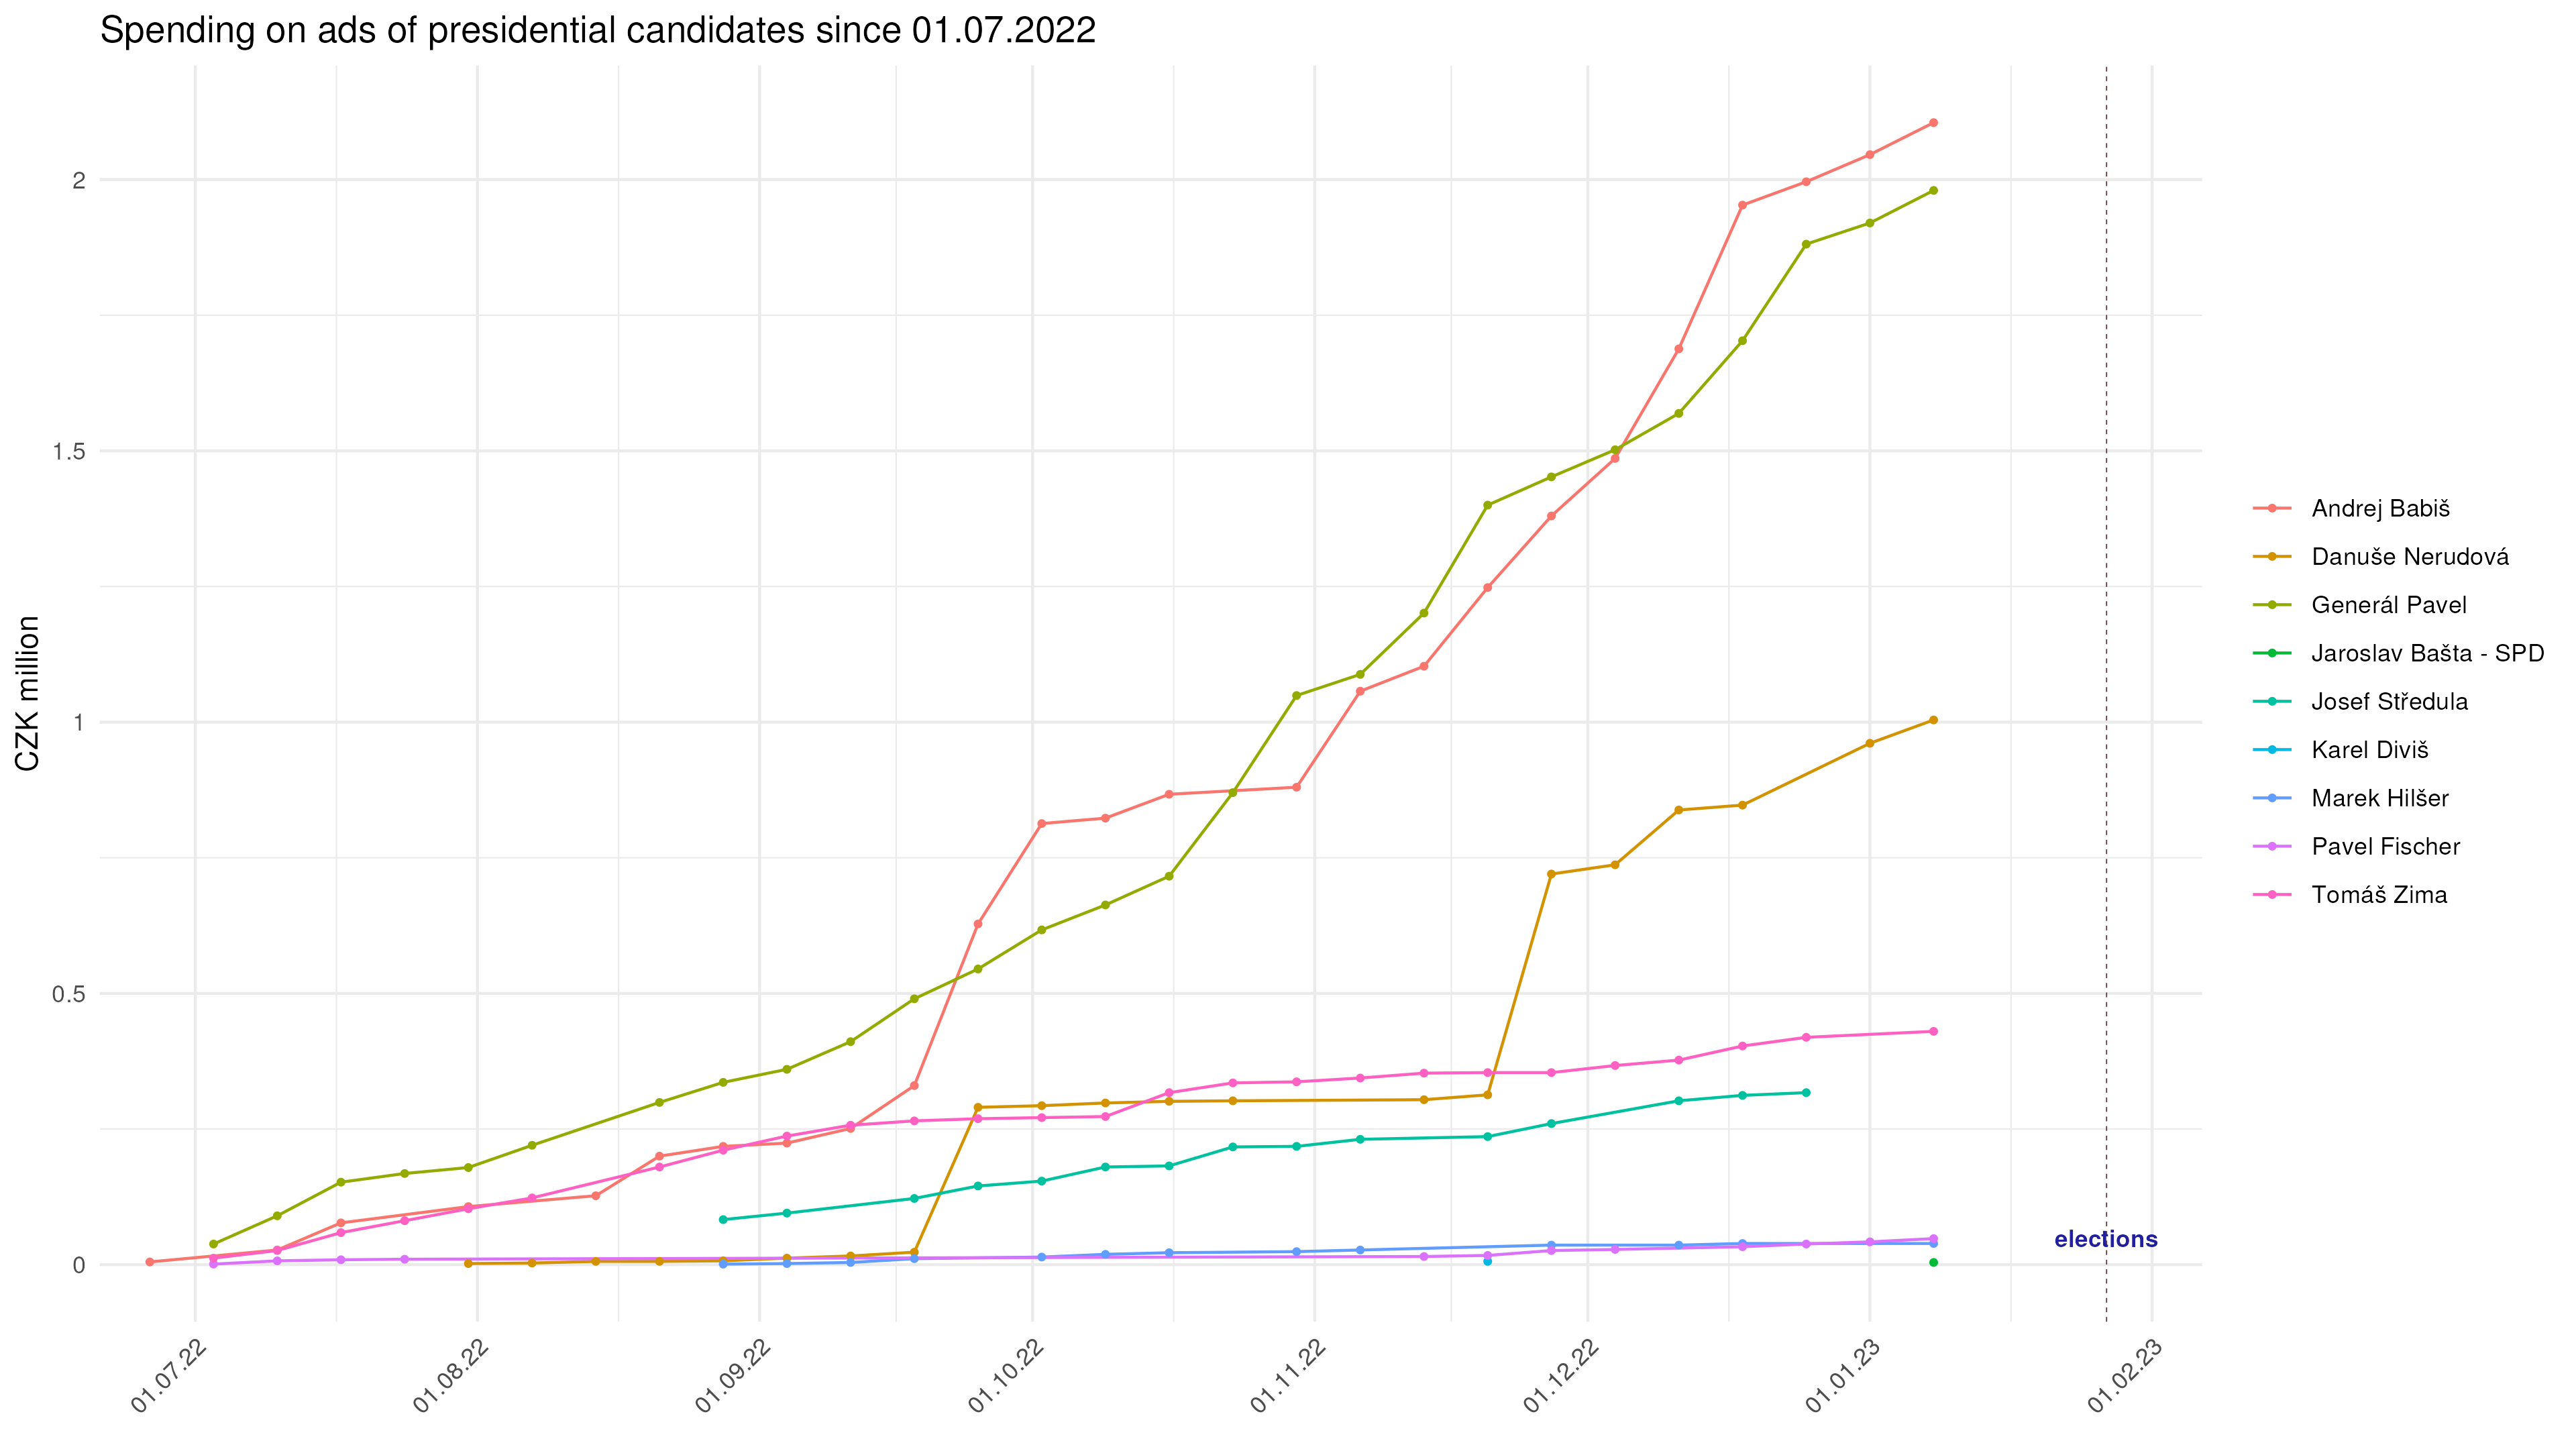 Spending on ads of presidential candidates since 01.07.2022
CZK million
2
1.5
1
0.5
0
elections
01.07.22
01.08.22
01.09.22
01.10.22
01.11.22
01.12.22
01.01.23
01.02.23
Andrej Babiš
Danuše Nerudová
Generál Pavel
Jaroslav Bašta - SPD
Josef Středula
Karel Diviš
Marek Hilšer
Pavel Fischer
Tomáš Zima